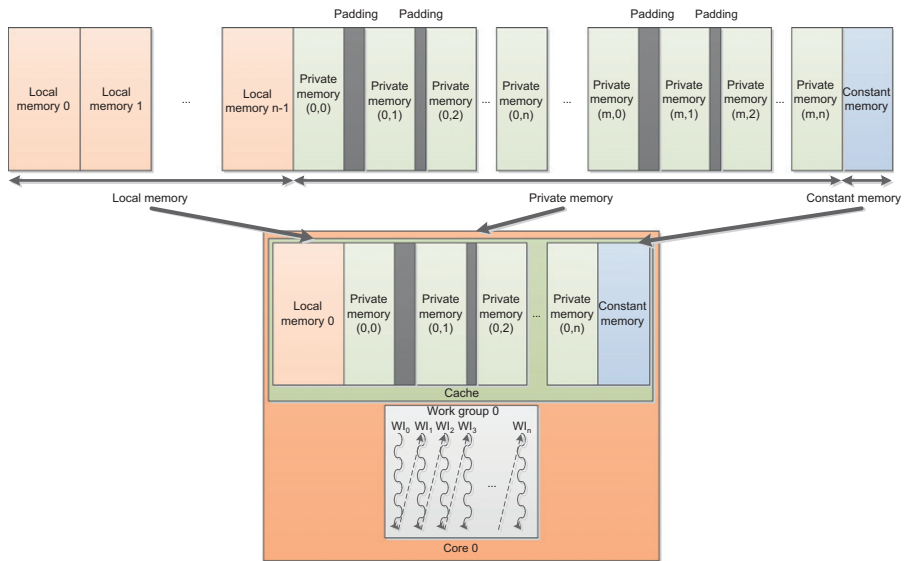 Padding Padding Padding Padding
Local memory 0
Local memory 1
...
Local memory n-1
Private memory (0,0)
Private memory (0,1)
Private memory (0,2)
...
Private memory (0,n)
...
Private memory (m,0)
Private memory (m,1)
Private memory (m,2)
...
Private memory (m,n)
Constant memory
Local memory Private memory Constant memory
Local memory 0
Private memory (0,0)
Private memory (0,1)
Private memory (0,2)
...
Private memory (0,n)
Constant memory
Cache
Work group 0
WI0 WI1 WI2 WI3 WIn
...
Core 0